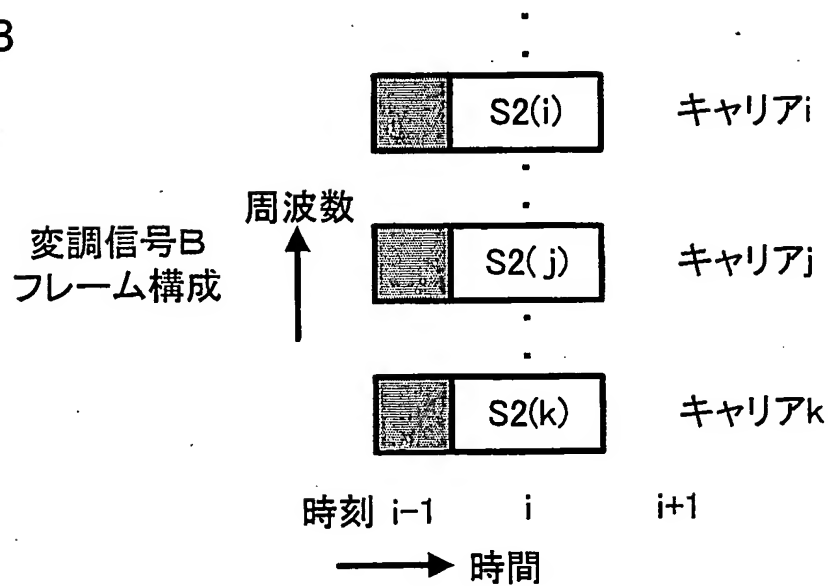 B
S2(i) キャリアi
周波数
変調信号B
フレーム構成
S2(j) キャリアj
S2(k) キャリアk
時刻 i-1 i i+1
時間